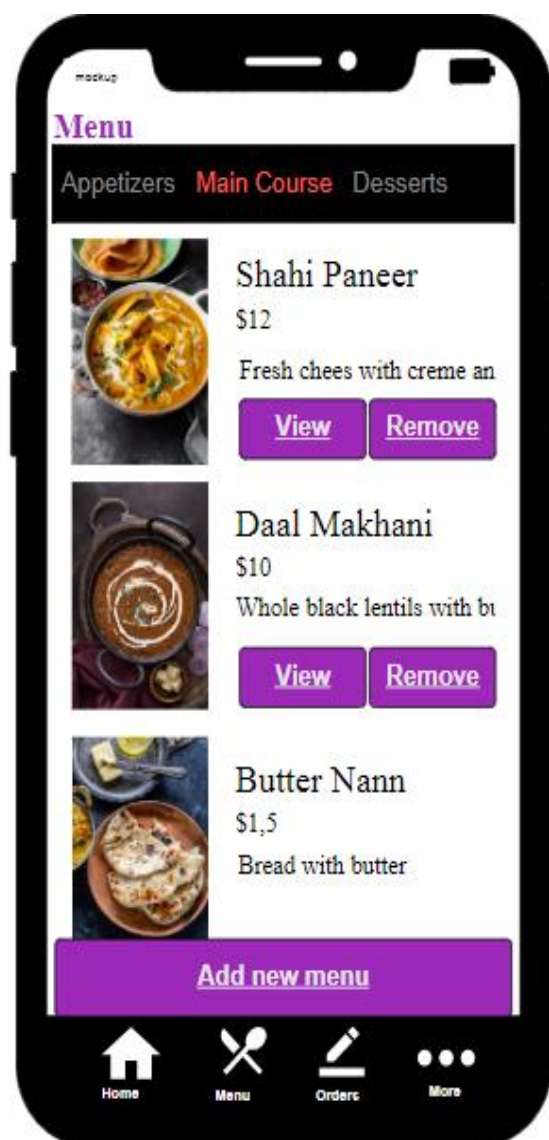 mockup
Menu
Appetizers Main Course Desserts
Shahi Paneer
$12
Fresh chees with creme an
View Remove
Daal Makhani
$10
Whole black lentils with bu
View Remove
Butter Nann
$1,5
Bread with butter
Add new menu
Home Menu Orders More